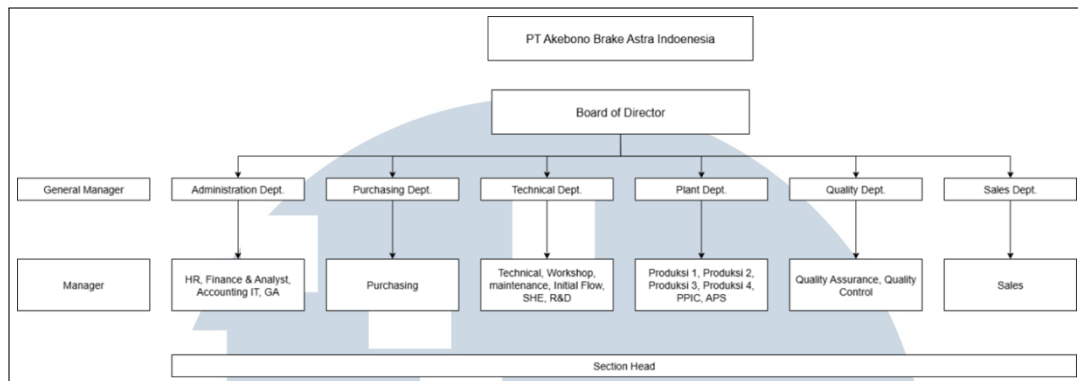 PT Akebono Brake Astra Indoenesia
Board of Director
General Manager
Administration Dept.
Purchasing Dept.
Technical Dept.
Plant Dept.
Quality Dept.
Sales Dept.
Manager
HR, Finance & Analyst,
Accounting IT, GA
Purchasing
Technical, Workshop,
maintenance, Initial Flow,
SHE, R&D
Produksi 1, Produksi 2,
Produksi 3, Produksi 4,
PPIC, APS
Quality Assurance, Quality
Control
Sales
Section Head